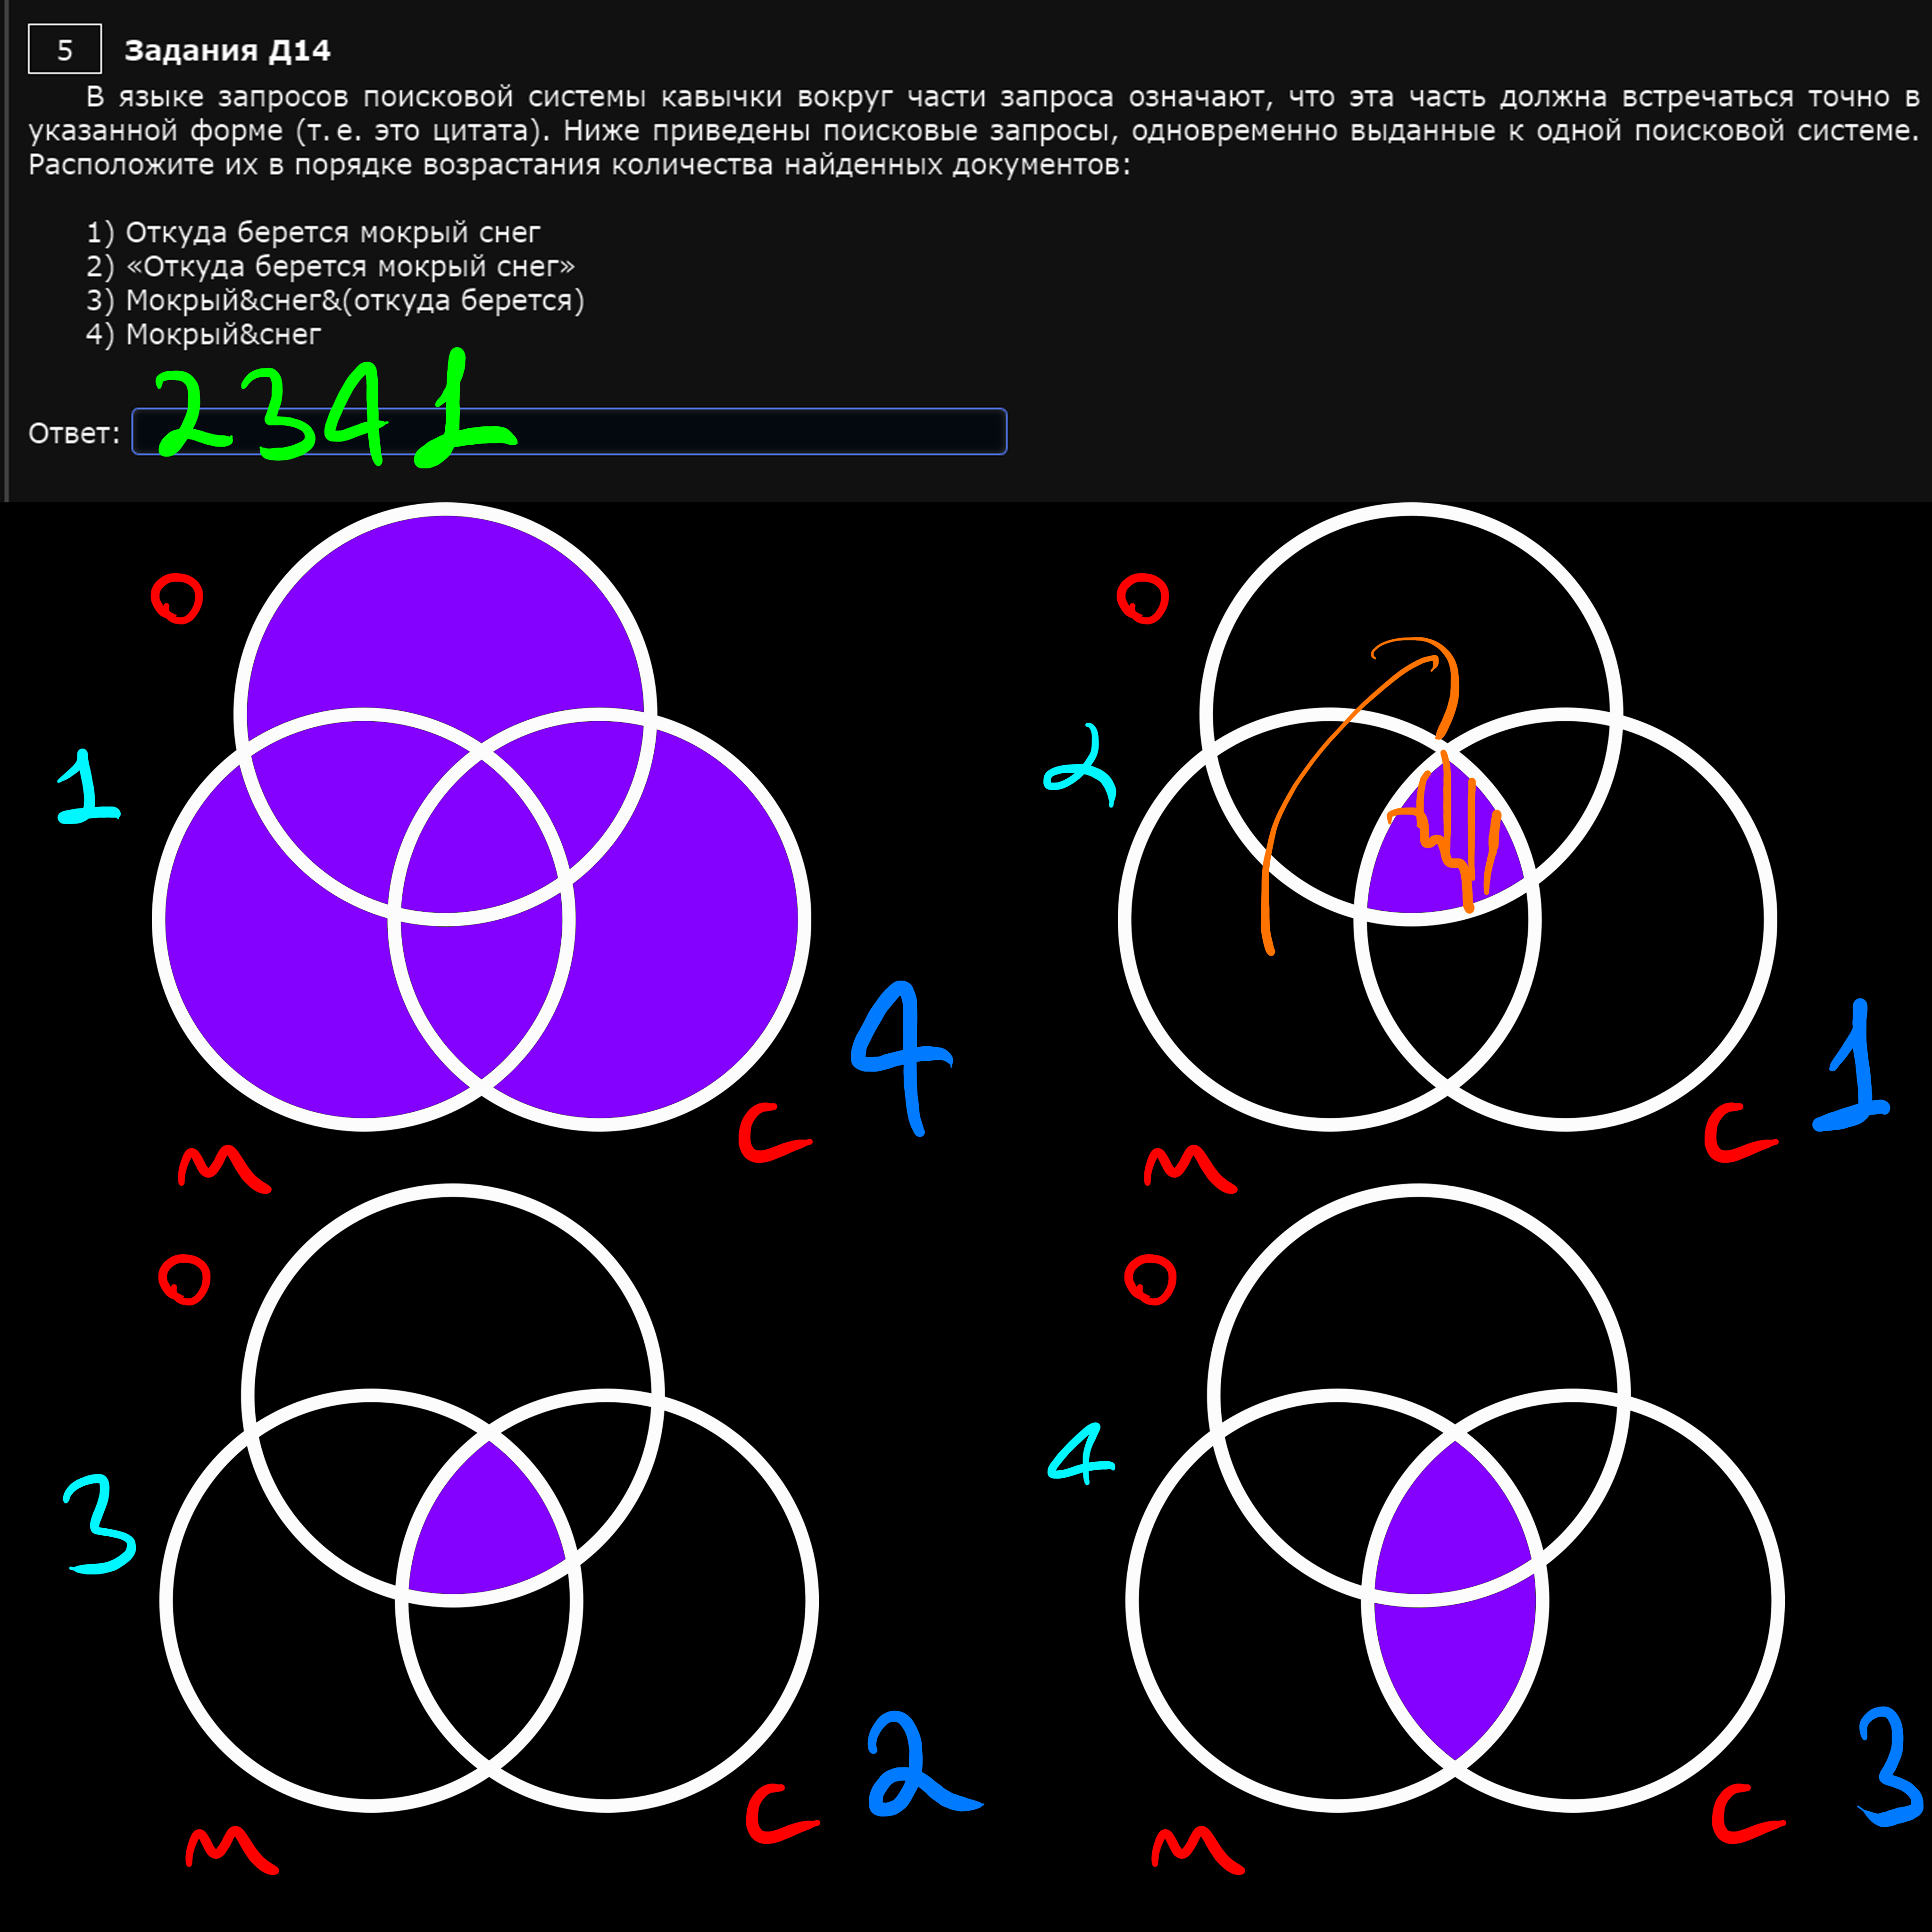 5 Задания Д14
В языке запросов поисковой системы кавычки вокруг части запроса означают, что эта часть должна встречаться точно в
указанной форме (т. е. это цитата). Ниже приведены поисковые запросы, одновременно выданные к одной поисковой системе.
Расположите их в порядке возрастания количества найденных документов:
1) Откуда берется мокрый снег
2) «Откуда берется мокрый снег»
3) Мокрый&снег&(откуда берется)
4) Мокрый&снег
Ответ: 2341
О
О
1
2
4
1
С
С
м
м
О
О
3
4
2
3
С
С
м
м